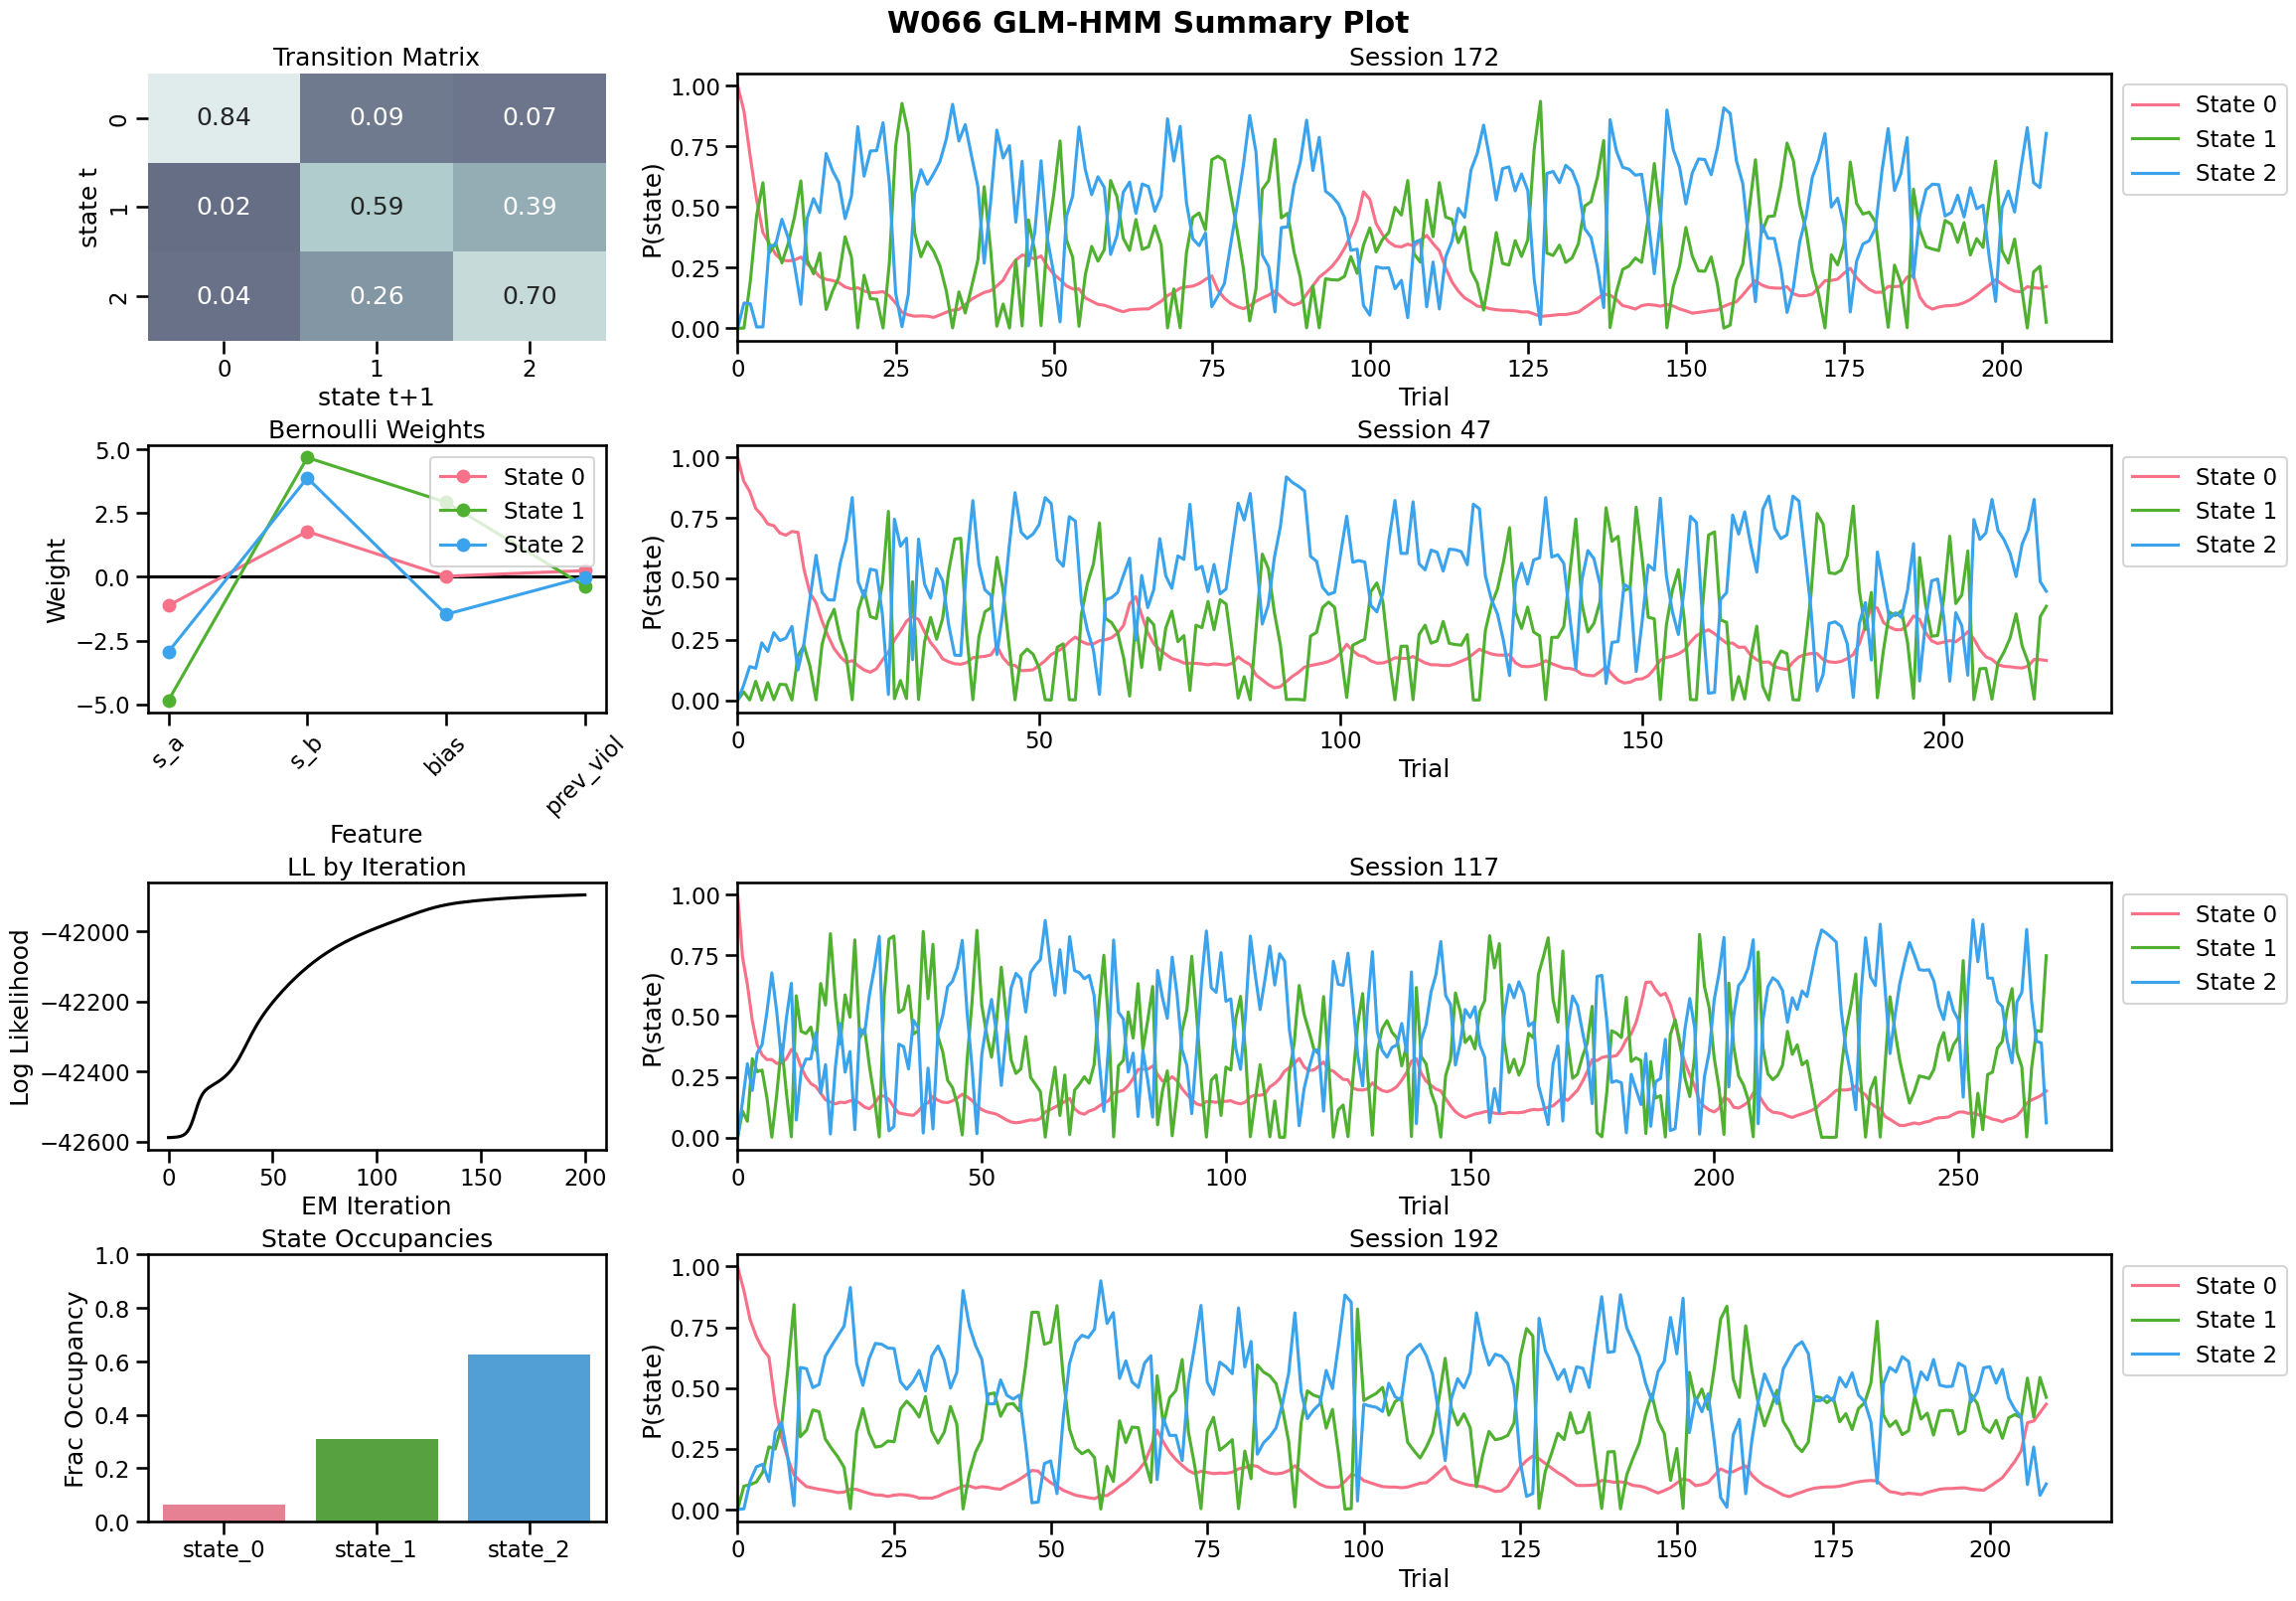 W066 GLM-HMM Summary Plot
Transition Matrix
state t
0
1
2
0.84 0.09 0.07
0.02 0.59 0.39
0.04 0.26 0.70
0 1 2
state t+1
Session 172
P(state)
1.00
0.75
0.50
0.25
0.00
0 25 50 75 100 125 150 175 200
Trial
State 0
State 1
State 2
Bernoulli Weights
Weight
5.0
2.5
0.0
−2.5
−5.0
State 0
State 1
State 2
s_a s_b bias prev_viol
Feature
Session 47
P(state)
1.00
0.75
0.50
0.25
0.00
0 50 100 150 200
Trial
State 0
State 1
State 2
LL by Iteration
Log Likelihood
−42000
−42200
−42400
−42600
0 50 100 150 200
EM Iteration
Session 117
P(state)
1.00
0.75
0.50
0.25
0.00
0 50 100 150 200 250
Trial
State 0
State 1
State 2
State Occupancies
Frac Occupancy
1.0
0.8
0.6
0.4
0.2
0.0
state_0 state_1 state_2
Session 192
P(state)
1.00
0.75
0.50
0.25
0.00
0 25 50 75 100 125 150 175 200
Trial
State 0
State 1
State 2